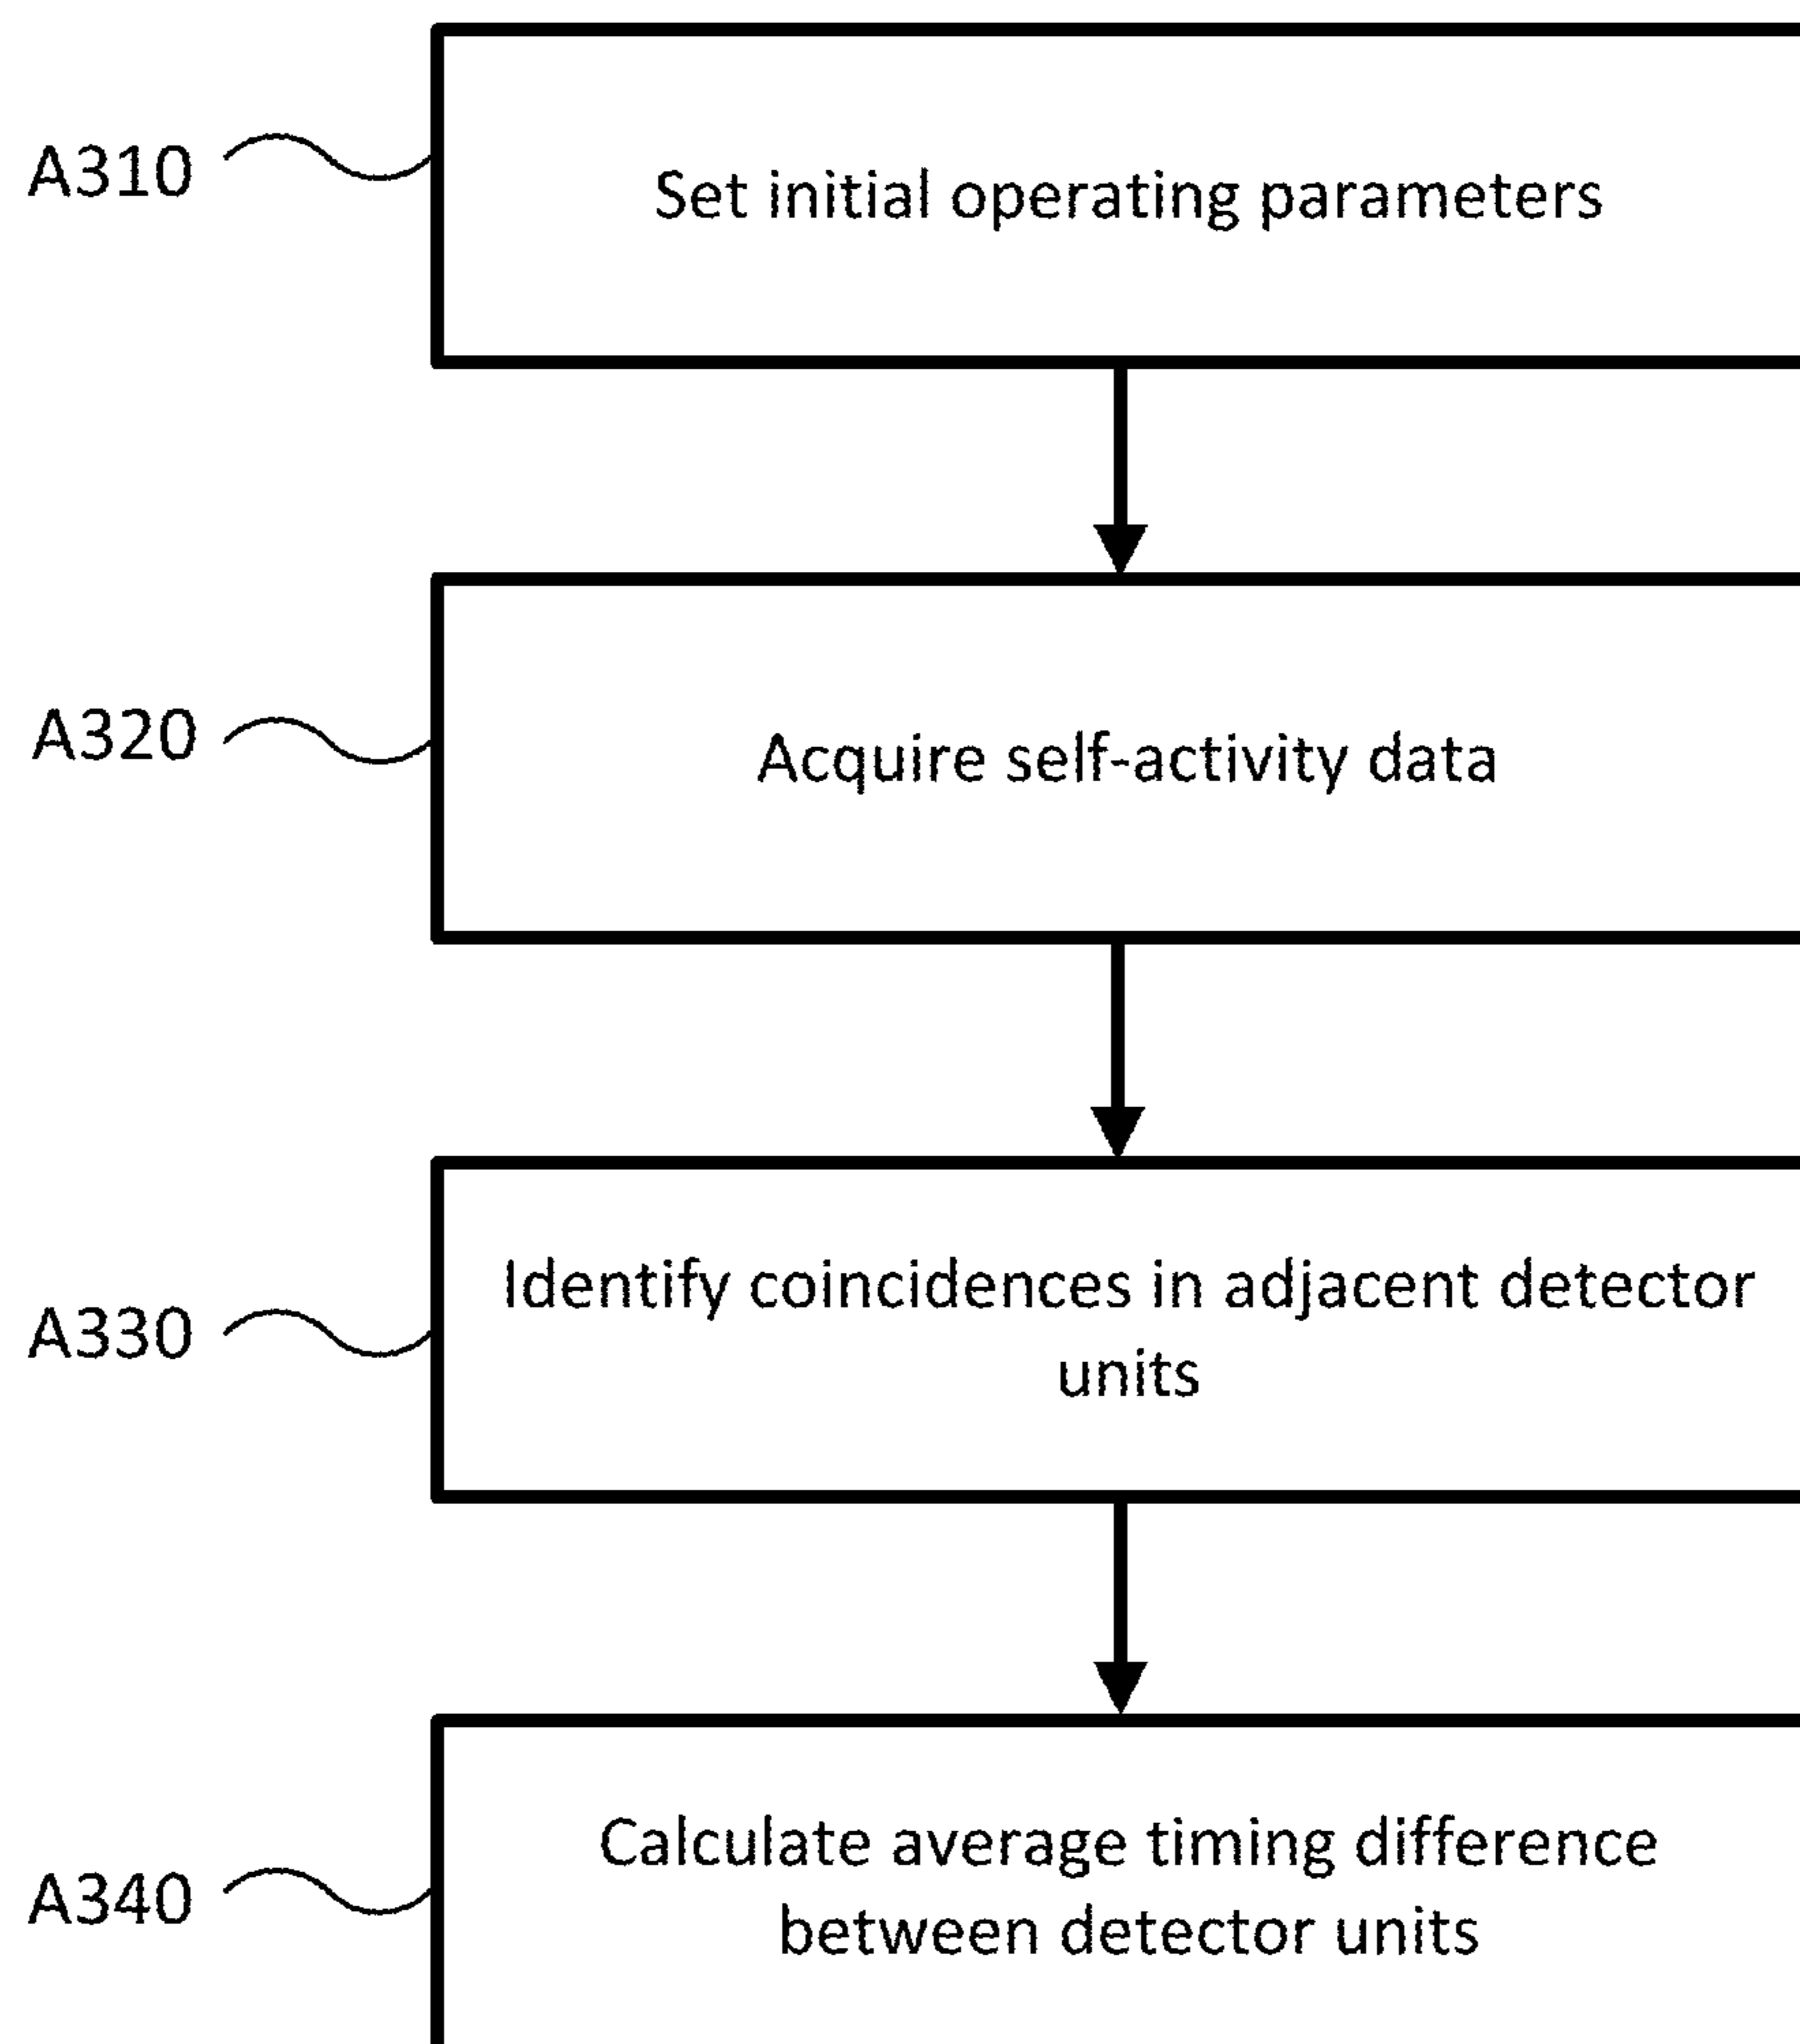 A310
Set initial operating parameters
A320
Acquire self-activity data
A330
Identify coincidences in adjacent detector
units
A340
Calculate average timing difference
between detector units